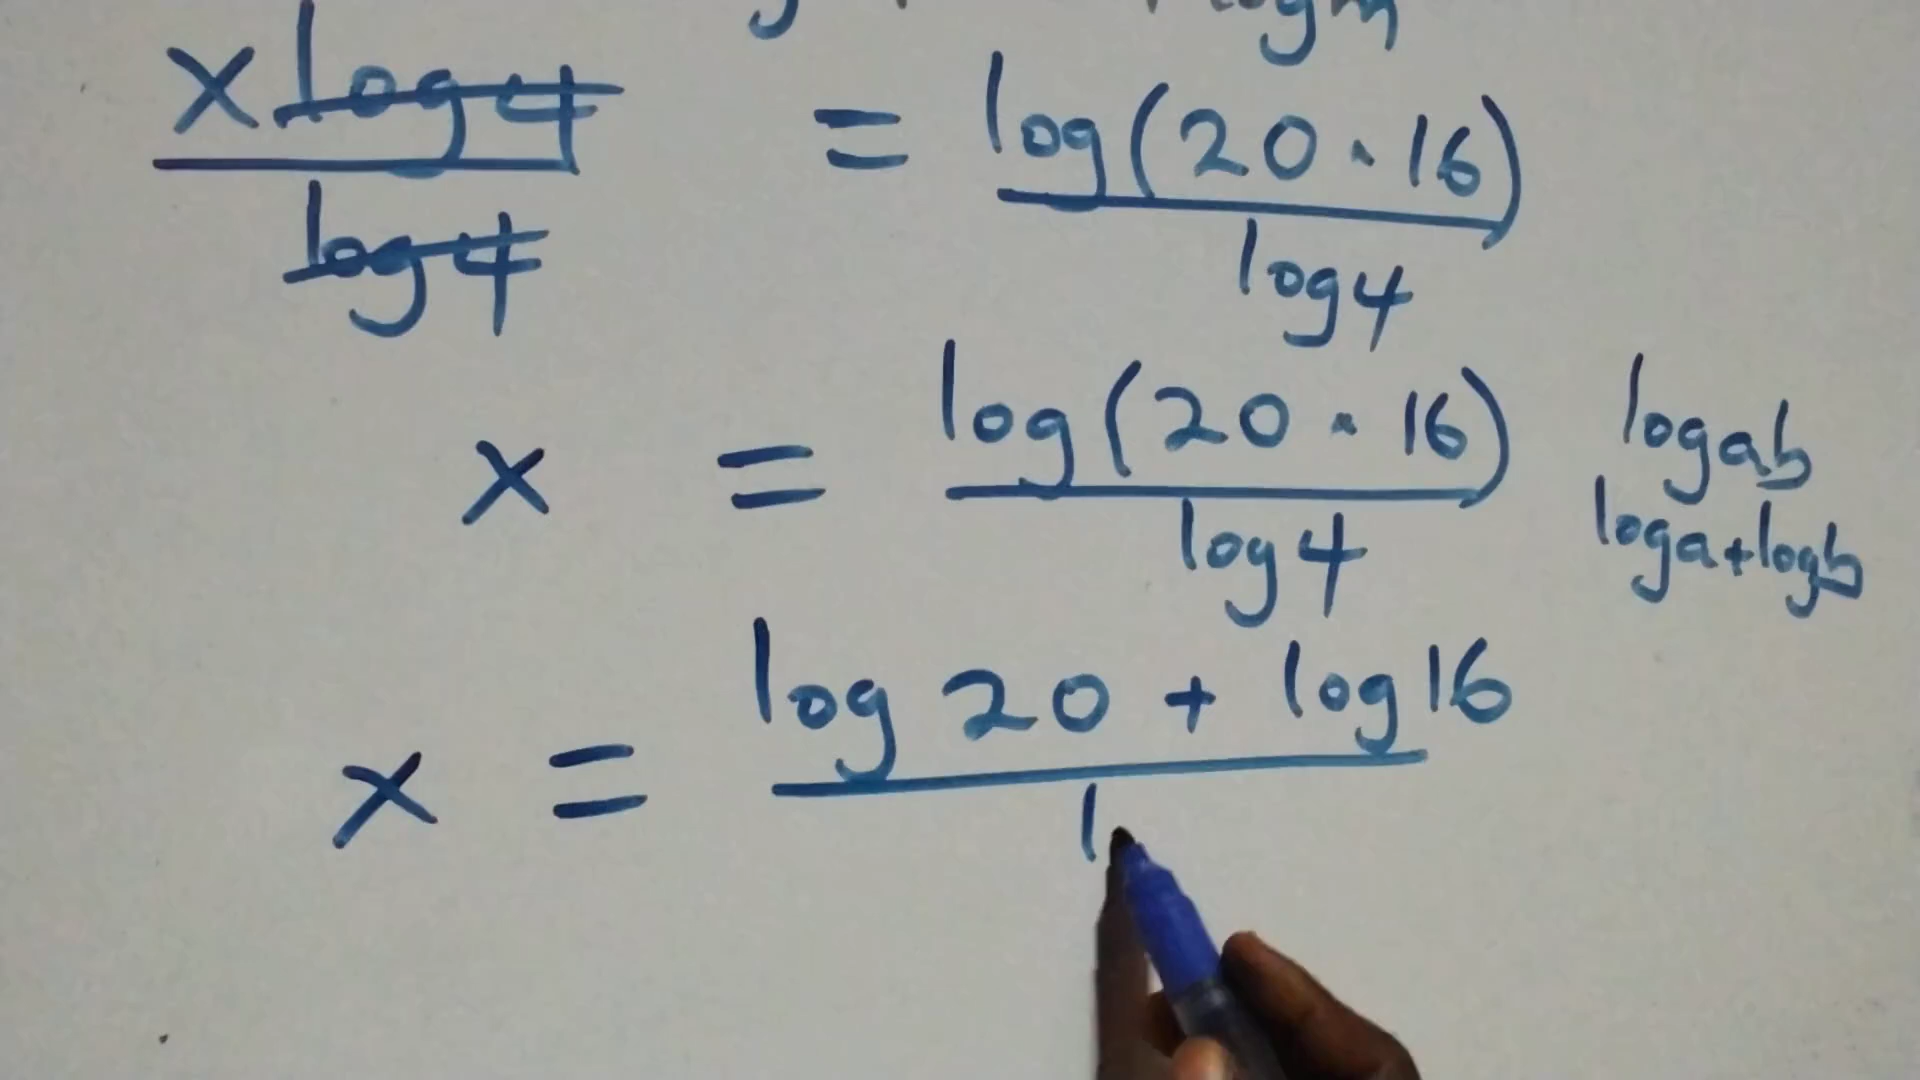 x log 4 = log(20 · 16)
log 4 log 4
x = log(20 · 16) log ab
log 4 log a + log b
x = log 20 + log 16
l